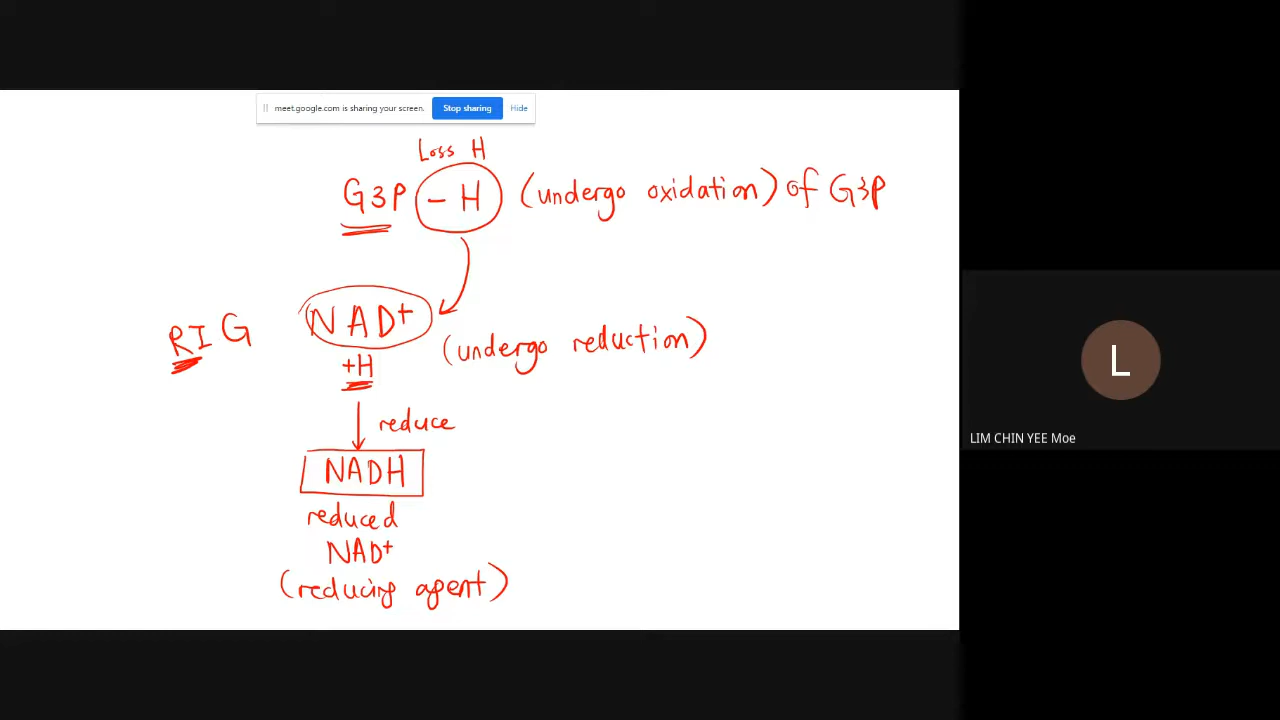 meet.google.com is sharing your screen. Stop sharing Hide
Loss H
G3P - H (undergo oxidation) of G3P
RIG NAD+
+H (undergo reduction)
reduce
NADH
reduced
NAD+
(reducing agent)
L
LIM CHIN YEE Moe